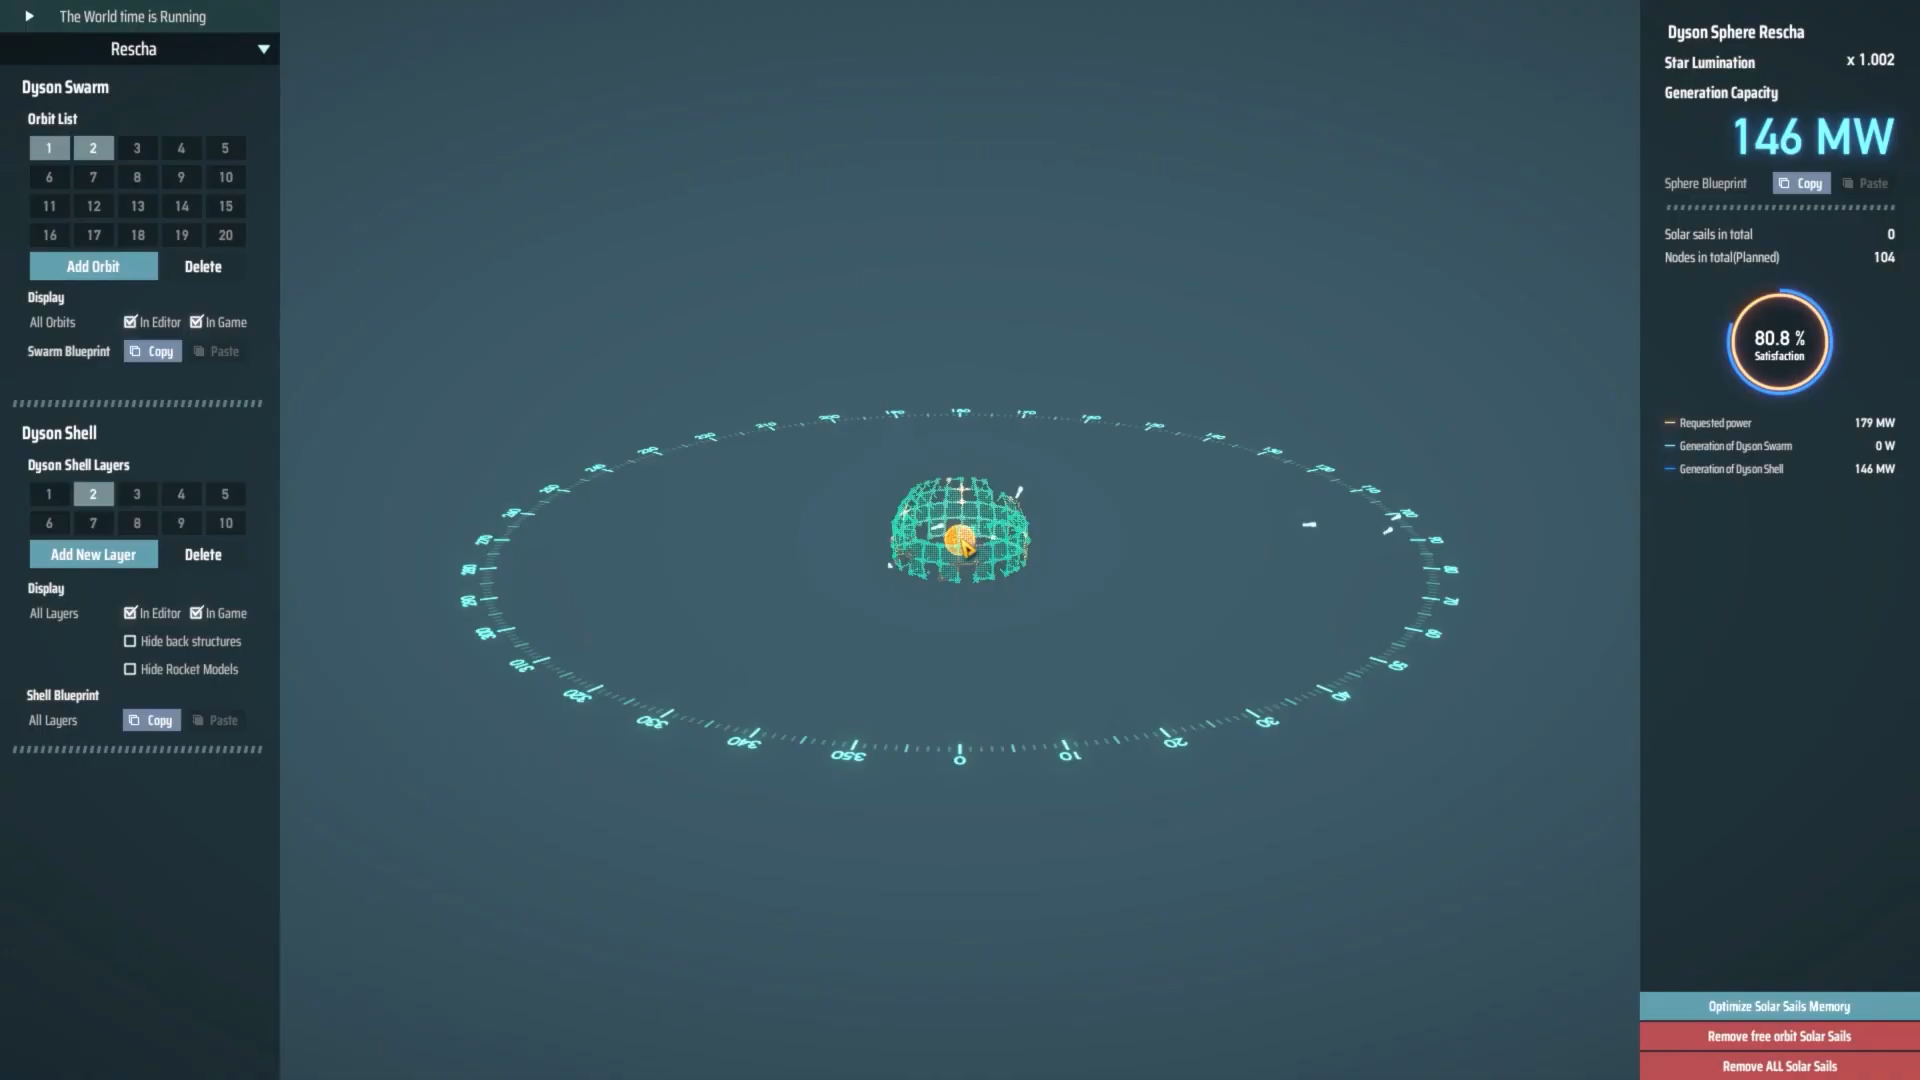 The World time is Running
Rescha
Dyson Swarm
Orbit List
1 2 3 4 5
6 7 8 9 10
11 12 13 14 15
16 17 18 19 20
Add Orbit Delete
Display
All Orbits In Editor In Game
Swarm Blueprint Copy Paste
Dyson Shell
Dyson Shell Layers
1 2 3 4 5
6 7 8 9 10
Add New Layer Delete
Display
All Layers In Editor In Game
Hide back structures
Hide Rocket Models
Shell Blueprint
All Layers Copy Paste
310 320 330 340 350 0 10 20 30 40
Dyson Sphere Rescha
Star Lumination x 1.002
Generation Capacity
146 MW
Sphere Blueprint Copy Paste
Solar sails in total 0
Nodes in total(Planned) 104
80.8 %
Satisfaction
Requested power 179 MW
Generation of Dyson Swarm 0 W
Generation of Dyson Shell 146 MW
Optimize Solar Sails Memory
Remove free orbit Solar Sails
Remove ALL Solar Sails